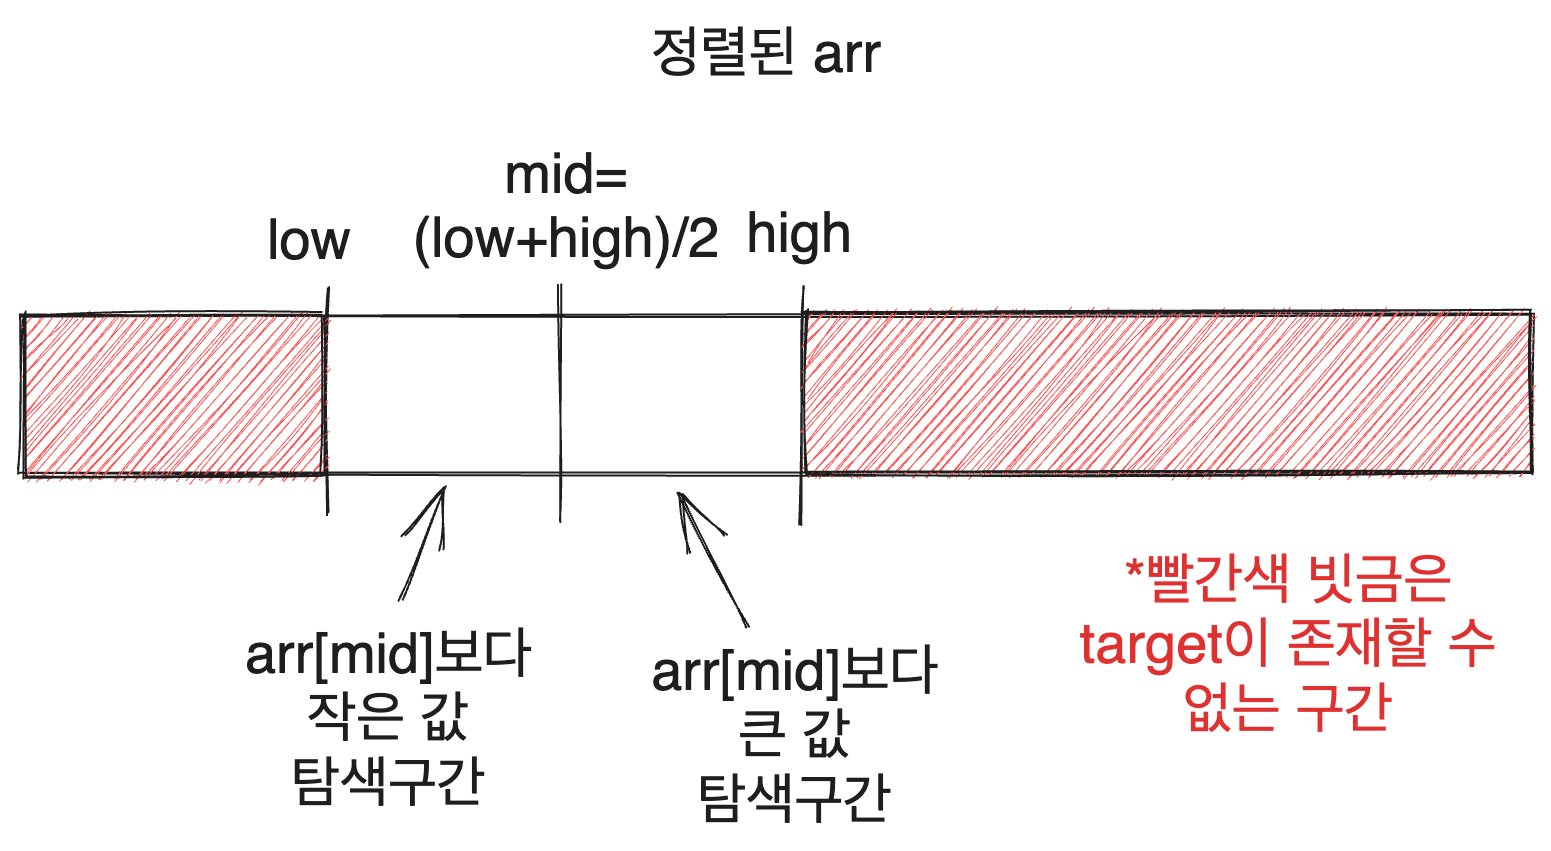 정렬된 arr
mid=
low (low+high)/2 high
arr[mid]보다
작은 값
탐색구간
arr[mid]보다
큰 값
탐색구간
*빨간색 빗금은
target이 존재할 수
없는 구간